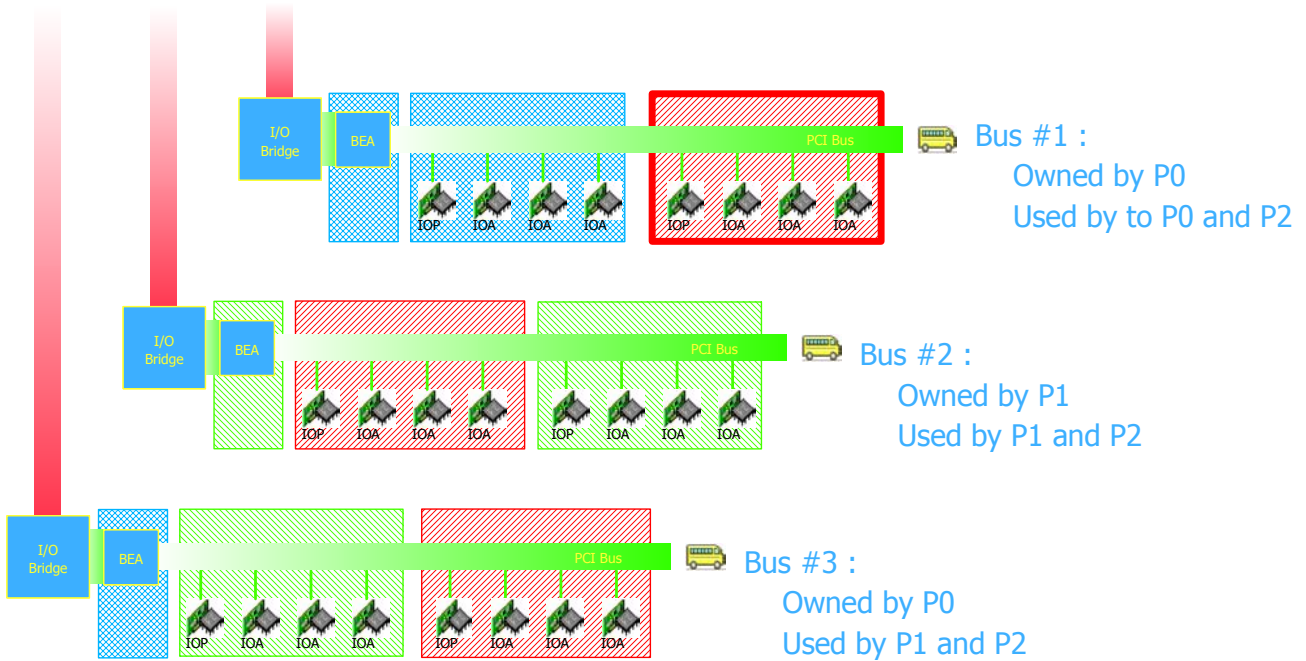 I/O
Bridge
BEA
PCI Bus
Bus #1 :
Owned by P0
Used by to P0 and P2
IOP
IOA
IOA
IOA
IOP
IOA
IOA
IOA
I/O
Bridge
BEA
PCI Bus
Bus #2 :
Owned by P1
Used by P1 and P2
IOP
IOA
IOA
IOA
IOP
IOA
IOA
IOA
I/O
Bridge
BEA
PCI Bus
Bus #3 :
Owned by P0
Used by P1 and P2
IOP
IOA
IOA
IOA
IOP
IOA
IOA
IOA